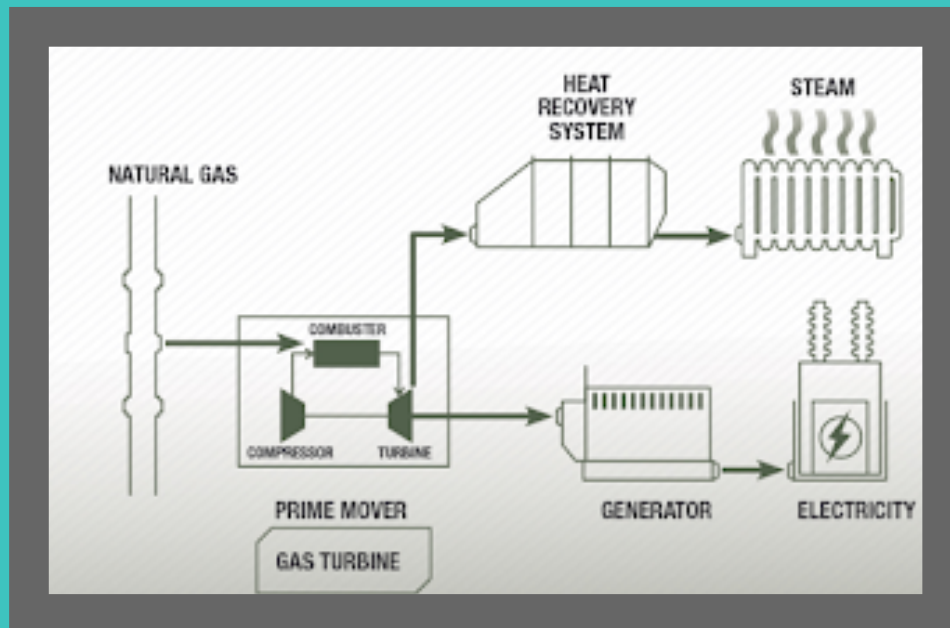 HEAT
RECOVERY
SYSTEM
STEAM
NATURAL GAS
COMBUSTER
COMPRESSOR
TURBINE
PRIME MOVER
GAS TURBINE
GENERATOR
ELECTRICITY